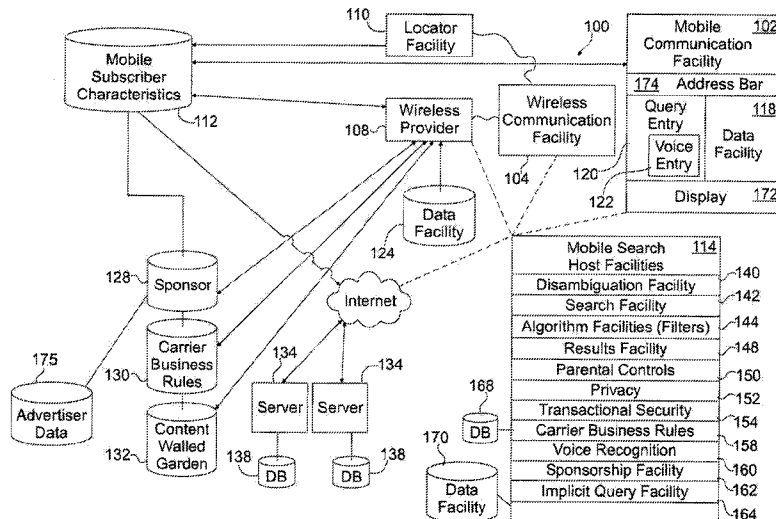 110
Locator
Facility
100
Mobile
Communication
Facility
102
Mobile
Subscriber
Characteristics
112
174
Address Bar
Wireless
Provider
108
Wireless
Communication
Facility
104
Query
Entry
Voice
Entry
118
Data
Facility
120
122
Display
172
Data
Facility
124
Mobile Search
Host Facilities
114
128
Sponsor
Internet
Disambiguation Facility
140
Search Facility
142
Algorithm Facilities (Filters)
144
Results Facility
148
Parental Controls
150
Privacy
152
Transactional Security
154
Carrier Business Rules
158
Voice Recognition
160
Sponsorship Facility
162
Implicit Query Facility
164
175
Advertiser
Data
130
Carrier
Business
Rules
132
Content
Walled
Garden
134
134
Server
Server
DB
138
DB
138
168
DB
170
Data
Facility